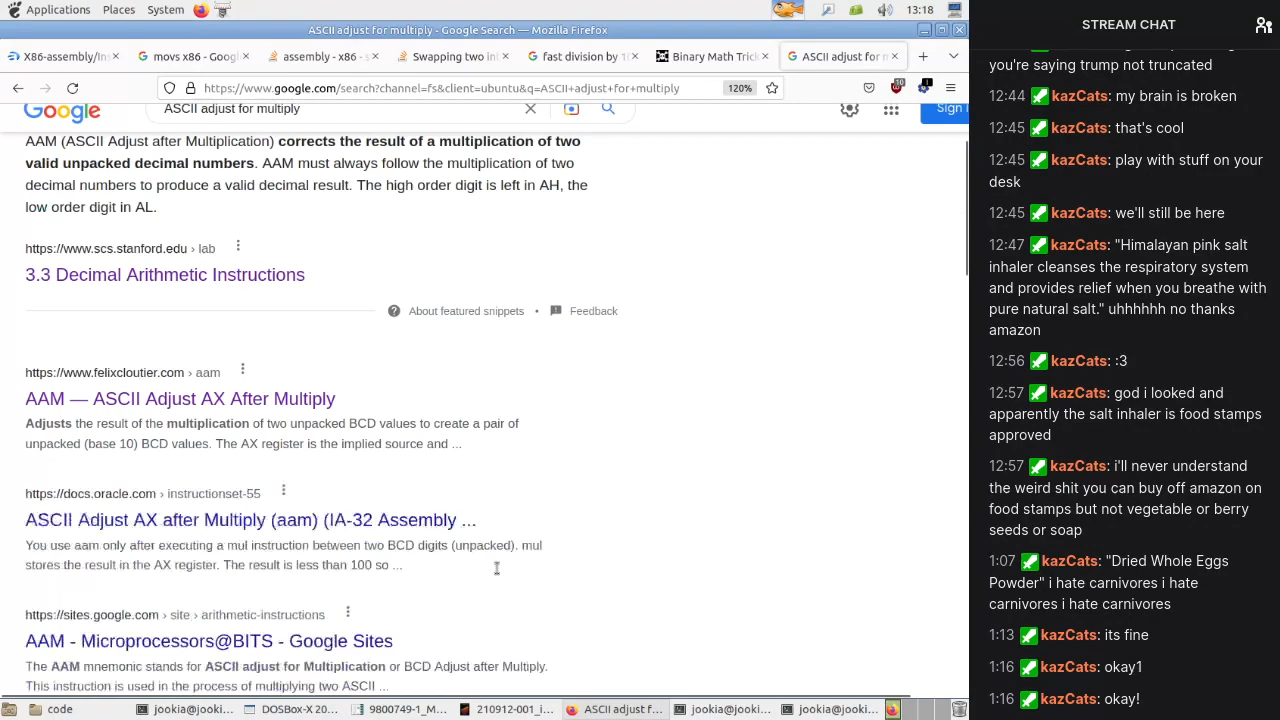 Applications Places System 13:18
ASCII adjust for multiply - Google Search — Mozilla Firefox
X86-assembly/Ins
movs x86 - Goog
assembly - x86 - s
Swapping two in
fast division by 1
Binary Math Tric
ASCII adjust for m
https://www.google.com/search?channel=fs&client=ubuntu&q=ASCII+adjust+for+multiply 120% 10
Google ASCII adjust for multiply Sign i
AAM (ASCII Adjust after Multiplication) corrects the result of a multiplication of two
valid unpacked decimal numbers. AAM must always follow the multiplication of two
decimal numbers to produce a valid decimal result. The high order digit is left in AH, the
low order digit in AL.
https://www.scs.stanford.edu › lab
3.3 Decimal Arithmetic Instructions
About featured snippets • Feedback
https://www.felixcloutier.com › aam
AAM — ASCII Adjust AX After Multiply
Adjusts the result of the multiplication of two unpacked BCD values to create a pair of
unpacked (base 10) BCD values. The AX register is the implied source and ...
https://docs.oracle.com › instructionset-55
ASCII Adjust AX after Multiply (aam) (IA-32 Assembly ...
You use aam only after executing a mul instruction between two BCD digits (unpacked). mul
stores the result in the AX register. The result is less than 100 so ...
https://sites.google.com › site › arithmetic-instructions
AAM - Microprocessors@BITS - Google Sites
The AAM mnemonic stands for ASCII adjust for Multiplication or BCD Adjust after Multiply.
This instruction is used in the process of multiplying two ASCII ...
code
jookia@jooki...
DOSBox-X 20...
9800749-1_M...
210912-001_i...
ASCII adjust f...
jookia@jooki...
jookia@jooki...
STREAM CHAT
you're saying trump not truncated
12:44 kazCats: my brain is broken
12:45 kazCats: that's cool
12:45 kazCats: play with stuff on your
desk
12:45 kazCats: we'll still be here
12:47 kazCats: "Himalayan pink salt
inhaler cleanses the respiratory system
and provides relief when you breathe with
pure natural salt." uhhhhhh no thanks
amazon
12:56 kazCats: :3
12:57 kazCats: god i looked and
apparently the salt inhaler is food stamps
approved
12:57 kazCats: i'll never understand
the weird shit you can buy off amazon on
food stamps but not vegetable or berry
seeds or soap
1:07 kazCats: "Dried Whole Eggs
Powder" i hate carnivores i hate
carnivores i hate carnivores
1:13 kazCats: its fine
1:16 kazCats: okay1
1:16 kazCats: okay!